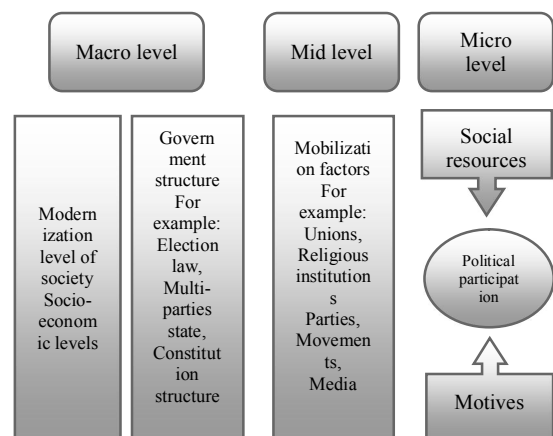 Macro level
Mid level
Micro
level
Modern
ization
level of
society
Socio-
econom
ic levels
Govern
ment
structure
For
example:
Election
law,
Multi-
parties
state,
Constitut
ion
structure
Mobilizati
on factors
For
example:
Unions,
Religious
institution
s
Parties,
Movemen
ts,
Media
Social
resources
Political
participat
ion
Motives